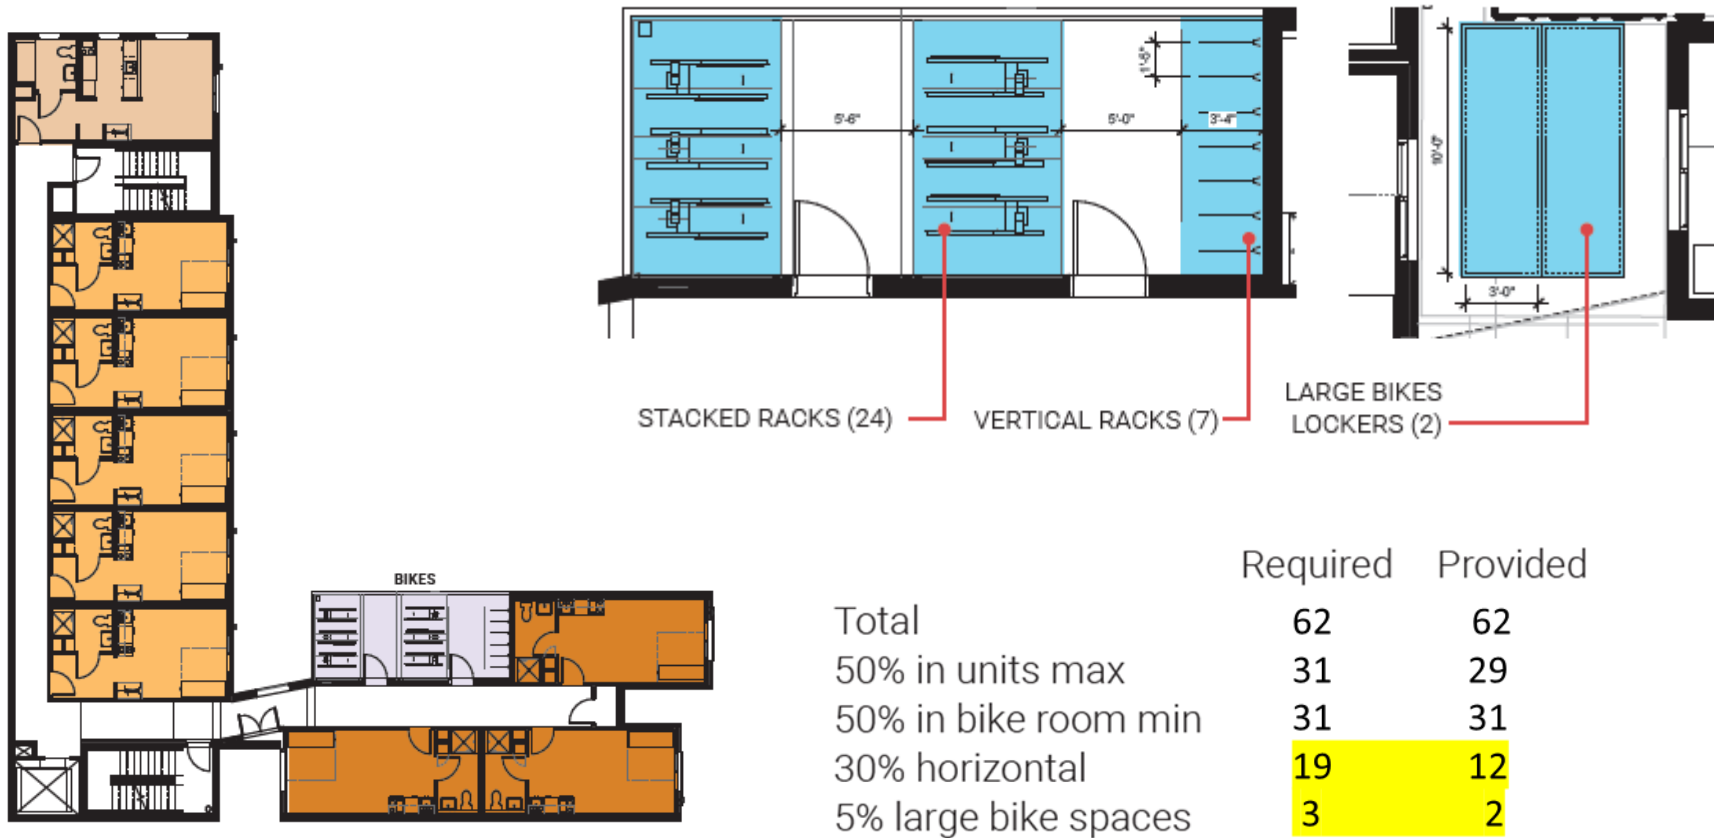 BIKES
5'-6"
5'-0"
3'-4"
1'-6"
10'-0"
3'-0"
STACKED RACKS (24)
VERTICAL RACKS (7)
LARGE BIKES
LOCKERS (2)
Required Provided
Total 62 62
50% in units max 31 29
50% in bike room min 31 31
30% horizontal 19 12
5% large bike spaces 3 2